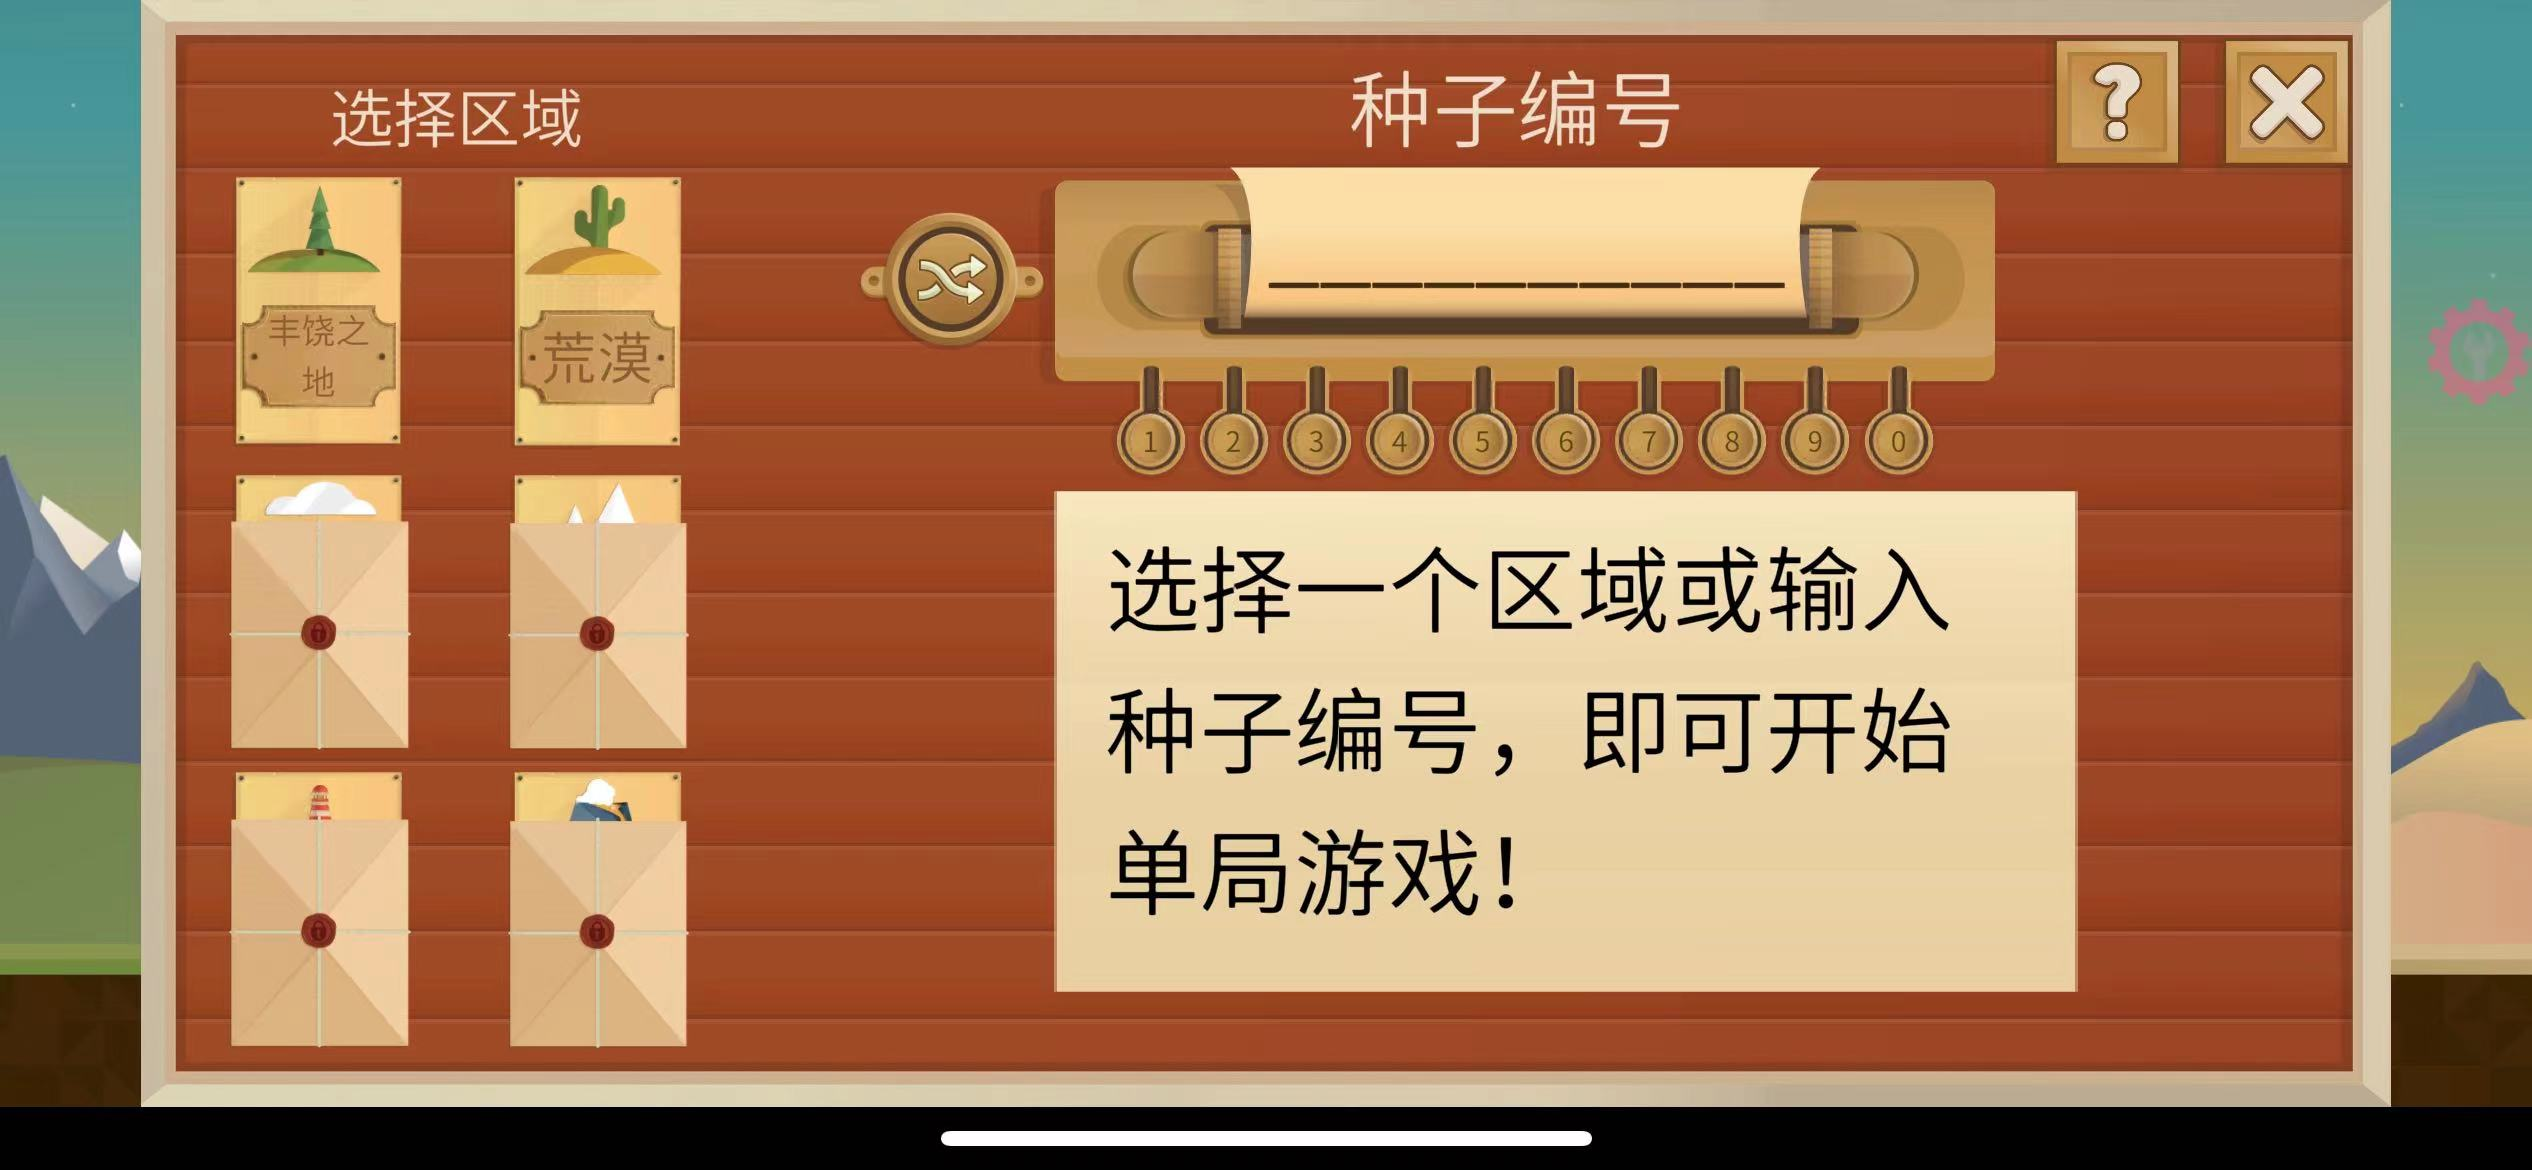 选择区域
种子编号
?
丰饶之
地
荒漠
1 2 3 4 5 6 7 8 9 0
选择一个区域或输入
种子编号，即可开始
单局游戏！